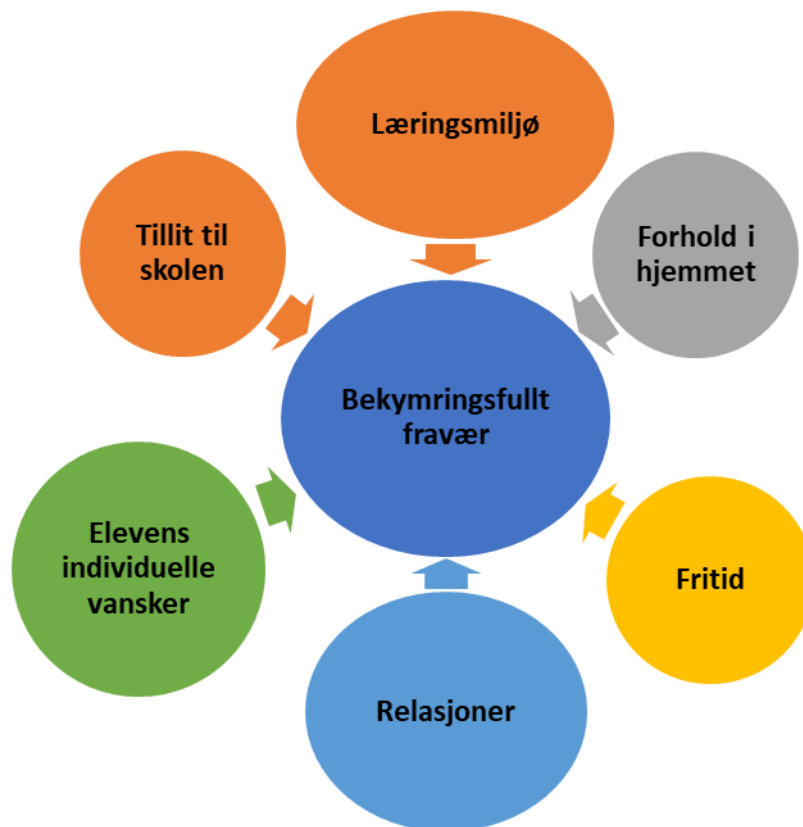 Læringsmiljø
Tillit til
skolen
Forhold i
hjemmet
Bekymringsfullt
fravær
Elevens
individuelle
vansker
Fritid
Relasjoner